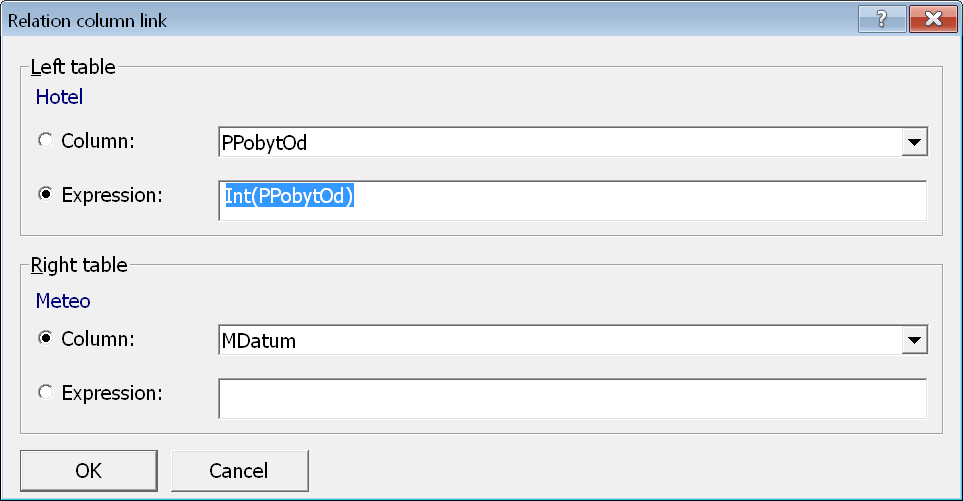 Relation column link ?
Left table
Hotel
Column: PPobytOd
Expression: Int(PPobytOd)
Right table
Meteo
Column: MDatum
Expression:
OK Cancel